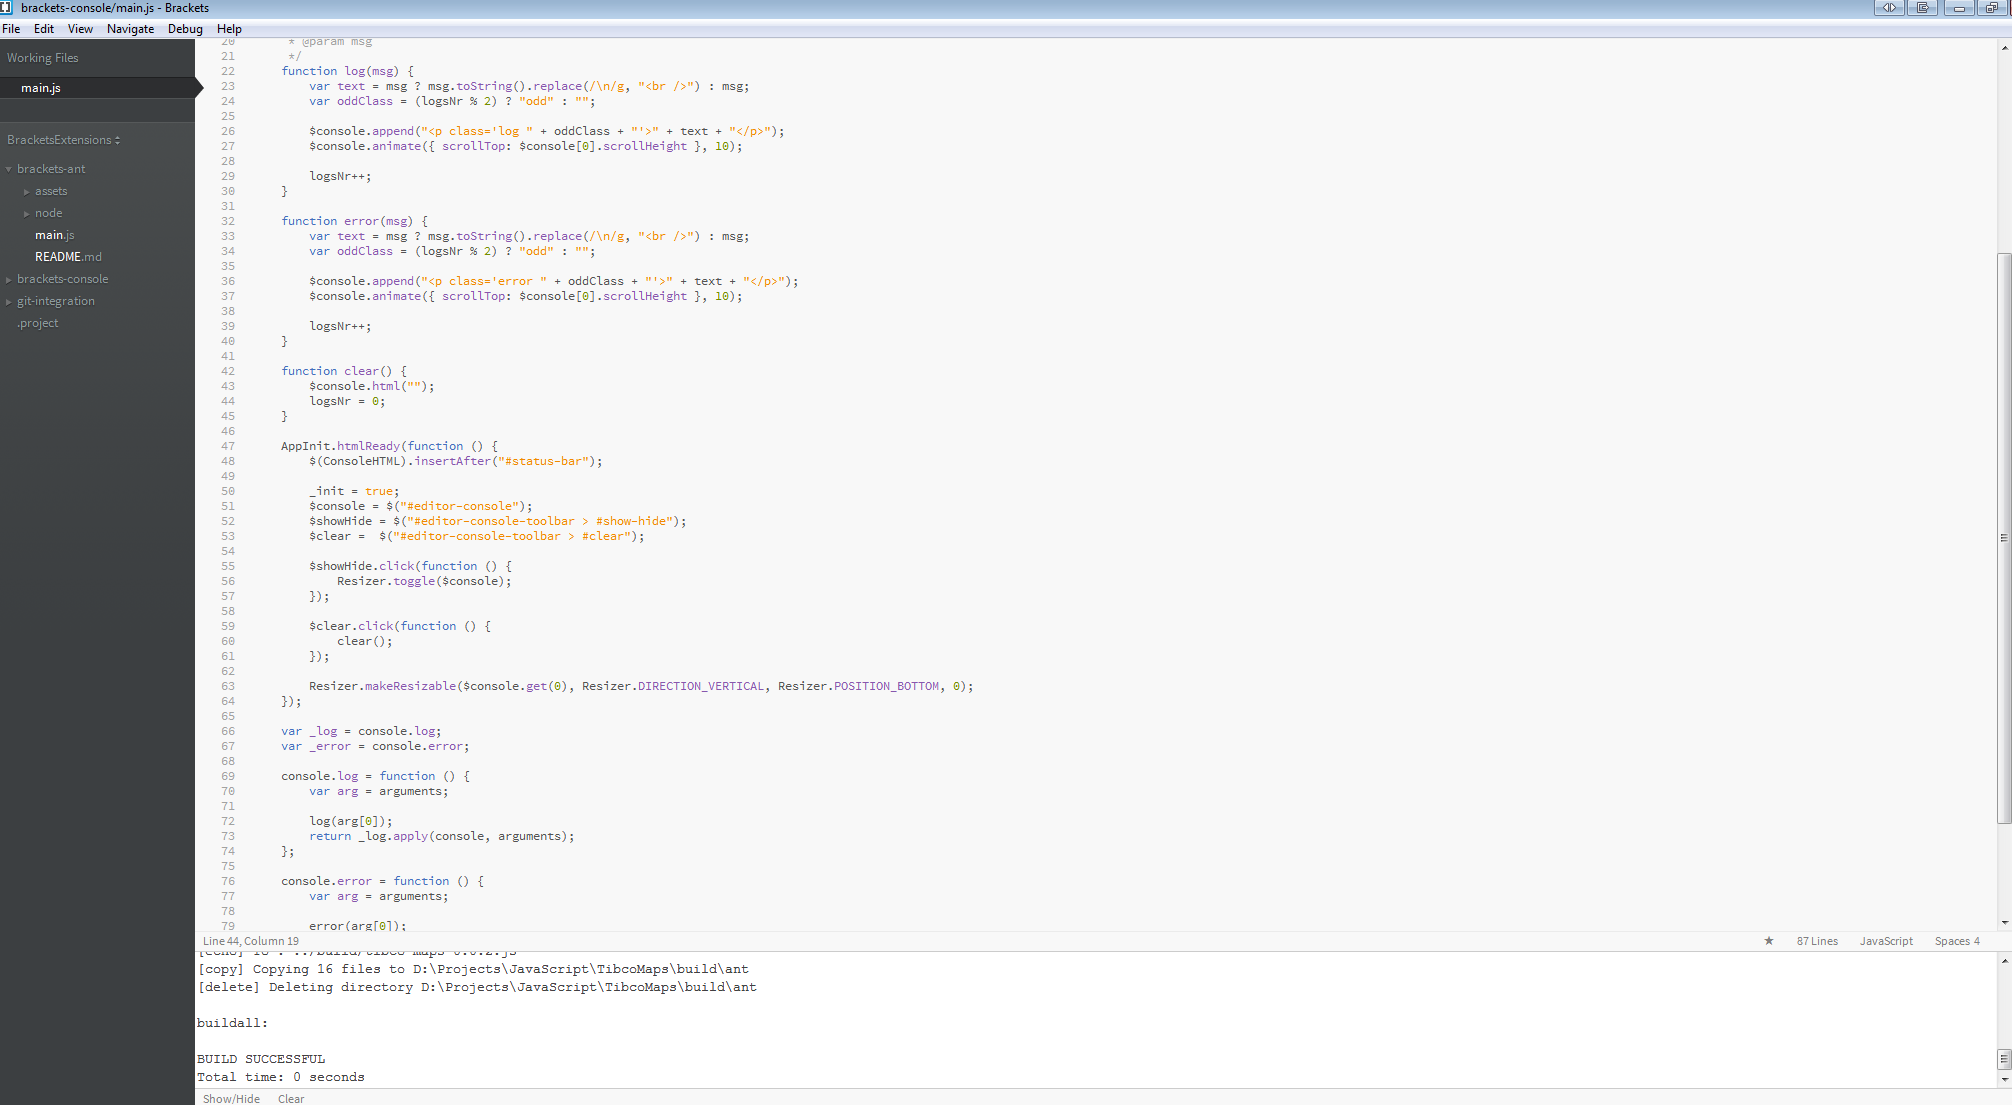 brackets-console/main.js - Brackets
File Edit View Navigate Debug Help
Working Files
main.js
BracketsExtensions
brackets-ant
assets
node
main.js
README.md
brackets-console
git-integration
.project
20 * @param msg
21 */
22 function log(msg) {
23 var text = msg ? msg.toString().replace(/\n/g, "<br />") : msg;
24 var oddClass = (logsNr % 2) ? "odd" : "";
25
26 $console.append("<p class='log " + oddClass + "'>" + text + "</p>");
27 $console.animate({ scrollTop: $console[0].scrollHeight }, 10);
28
29 logsNr++;
30 }
31
32 function error(msg) {
33 var text = msg ? msg.toString().replace(/\n/g, "<br />") : msg;
34 var oddClass = (logsNr % 2) ? "odd" : "";
35
36 $console.append("<p class='error " + oddClass + "'>" + text + "</p>");
37 $console.animate({ scrollTop: $console[0].scrollHeight }, 10);
38
39 logsNr++;
40 }
41
42 function clear() {
43 $console.html("");
44 logsNr = 0;
45 }
46
47 AppInit.htmlReady(function () {
48 $(ConsoleHTML).insertAfter("#status-bar");
49
50 _init = true;
51 $console = $("#editor-console");
52 $showHide = $("#editor-console-toolbar > #show-hide");
53 $clear =  $("#editor-console-toolbar > #clear");
54
55 $showHide.click(function () {
56 Resizer.toggle($console);
57 });
58
59 $clear.click(function () {
60 clear();
61 });
62
63 Resizer.makeResizable($console.get(0), Resizer.DIRECTION_VERTICAL, Resizer.POSITION_BOTTOM, 0);
64 });
65
66 var _log = console.log;
67 var _error = console.error;
68
69 console.log = function () {
70 var arg = arguments;
71
72 log(arg[0]);
73 return _log.apply(console, arguments);
74 };
75
76 console.error = function () {
77 var arg = arguments;
78
79 error(arg[0]);
Line 44, Column 19 ★ 87 Lines JavaScript Spaces 4
[copy] Copying 16 files to D:\Projects\JavaScript\TibcoMaps\build\ant
[delete] Deleting directory D:\Projects\JavaScript\TibcoMaps\build\ant
buildall:
BUILD SUCCESSFUL
Total time: 0 seconds
Show/Hide Clear